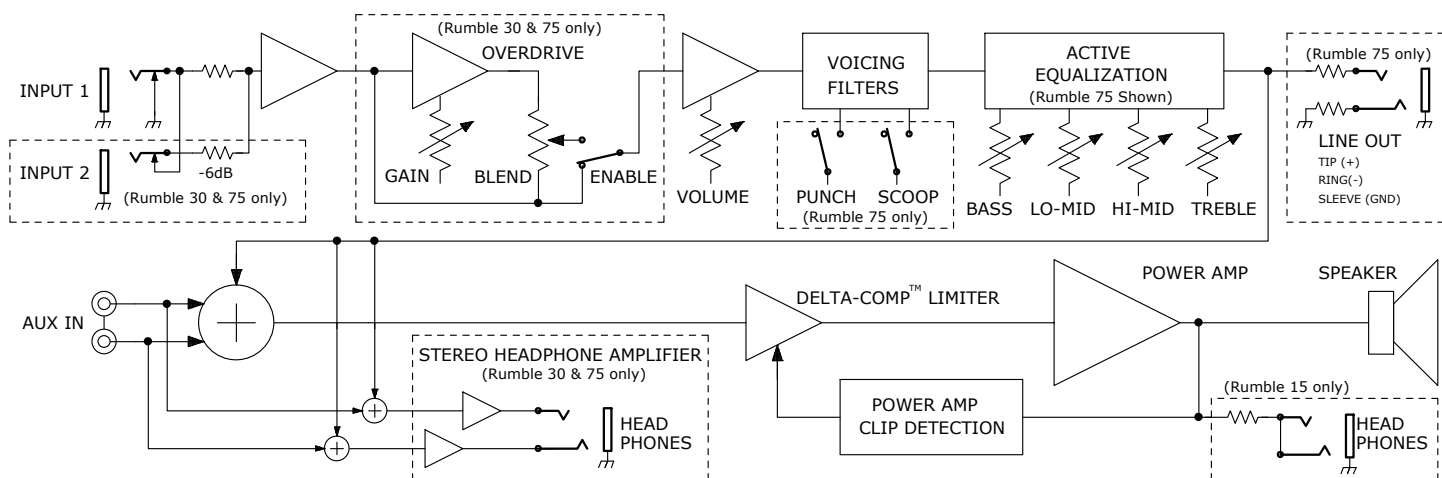 (Rumble 30 & 75 only)
OVERDRIVE
INPUT 1
INPUT 2
-6dB
(Rumble 30 & 75 only)
GAIN
BLEND
ENABLE
VOLUME
VOICING
FILTERS
PUNCH
SCOOP
(Rumble 75 only)
ACTIVE
EQUALIZATION
(Rumble 75 Shown)
BASS
LO-MID
HI-MID
TREBLE
(Rumble 75 only)
LINE OUT
TIP (+)
RING(-)
SLEEVE (GND)
AUX IN
STEREO HEADPHONE AMPLIFIER
(Rumble 30 & 75 only)
HEAD
PHONES
DELTA-COMP™ LIMITER
POWER AMP
SPEAKER
POWER AMP
CLIP DETECTION
(Rumble 15 only)
HEAD
PHONES